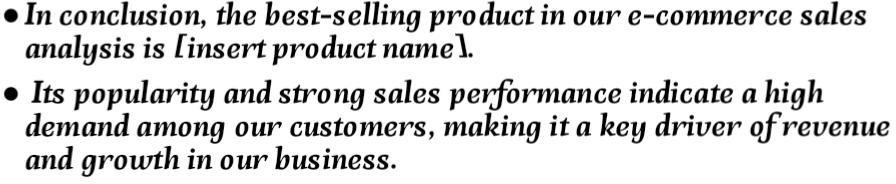 • In conclusion, the best-selling product in our e-commerce sales
analysis is [insert product name].
• Its popularity and strong sales performance indicate a high
demand among our customers, making it a key driver of revenue
and growth in our business.